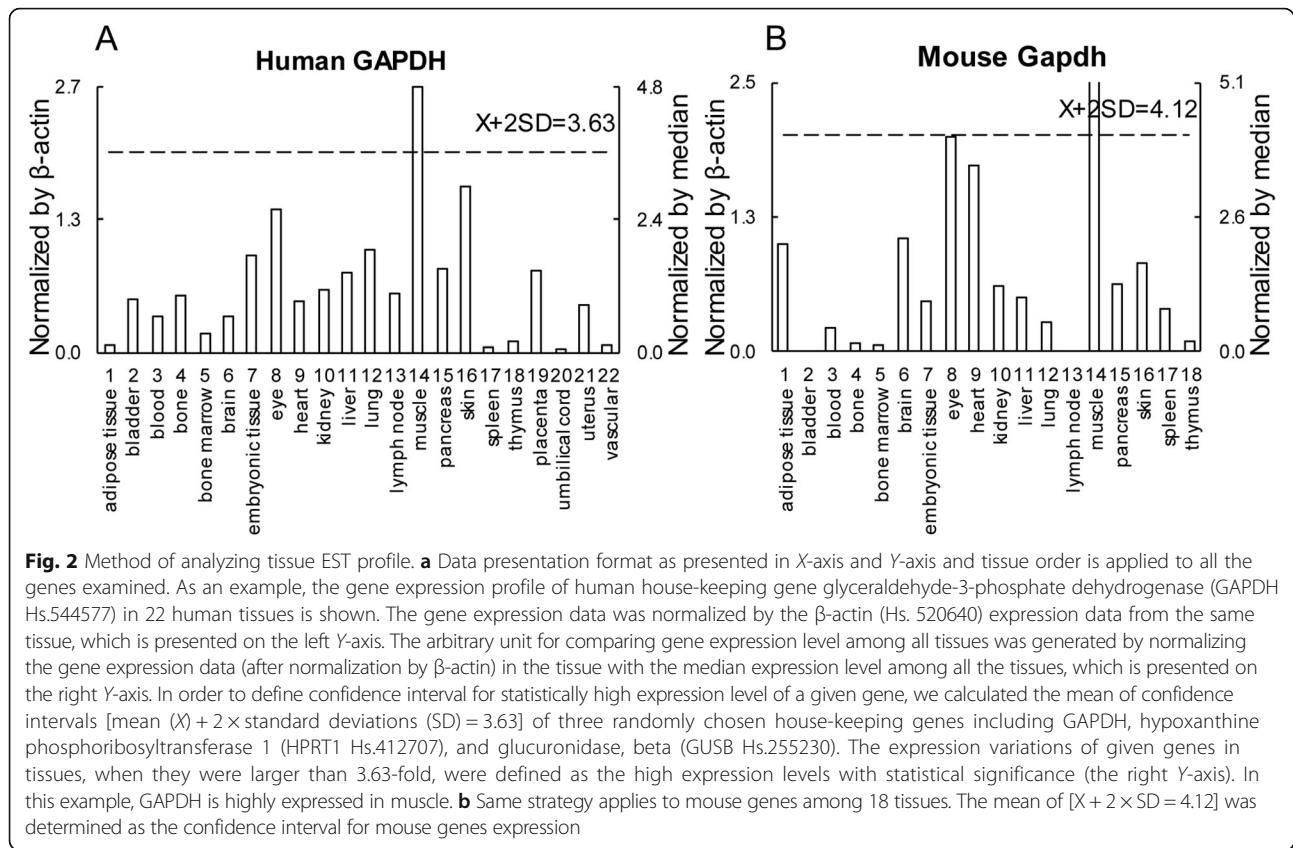 A
Human GAPDH
2.7
1.3
0.0
Normalized by β-actin
X+2SD=3.63
4.8
2.4
0.0
Normalized by median
1 2 3 4 5 6 7 8 9 10 11 12 13 14 15 16 17 18 19 20 21 22
adipose tissue
bladder
blood
bone
bone marrow
brain
embryonic tissue
eye
heart
kidney
liver
lung
lymph node
muscle
pancreas
skin
spleen
thymus
placenta
umbilical cord
uterus
vascular
B
Mouse Gapdh
2.5
1.3
0.0
Normalized by β-actin
X+2SD=4.12
5.1
2.6
0.0
Normalized by median
1 2 3 4 5 6 7 8 9 10 11 12 13 14 15 16 17 18
adipose tissue
bladder
blood
bone
bone marrow
brain
embryonic tissue
eye
heart
kidney
liver
lung
lymph node
muscle
pancreas
skin
spleen
thymus
Fig. 2 Method of analyzing tissue EST profile. a Data presentation format as presented in X-axis and Y-axis and tissue order is applied to all the
genes examined. As an example, the gene expression profile of human house-keeping gene glyceraldehyde-3-phosphate dehydrogenase (GAPDH
Hs.544577) in 22 human tissues is shown. The gene expression data was normalized by the β-actin (Hs. 520640) expression data from the same
tissue, which is presented on the left Y-axis. The arbitrary unit for comparing gene expression level among all tissues was generated by normalizing
the gene expression data (after normalization by β-actin) in the tissue with the median expression level among all the tissues, which is presented on
the right Y-axis. In order to define confidence interval for statistically high expression level of a given gene, we calculated the mean of confidence
intervals [mean (X) + 2 × standard deviations (SD) = 3.63] of three randomly chosen house-keeping genes including GAPDH, hypoxanthine
phosphoribosyltransferase 1 (HPRT1 Hs.412707), and glucuronidase, beta (GUSB Hs.255230). The expression variations of given genes in
tissues, when they were larger than 3.63-fold, were defined as the high expression levels with statistical significance (the right Y-axis). In
this example, GAPDH is highly expressed in muscle. b Same strategy applies to mouse genes among 18 tissues. The mean of [X + 2 × SD = 4.12] was
determined as the confidence interval for mouse genes expression